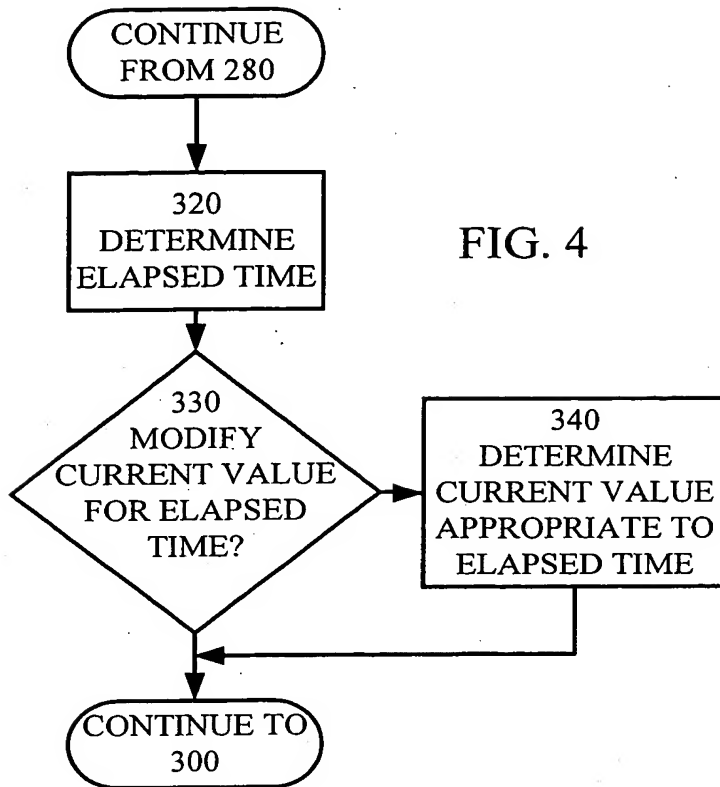 CONTINUE
FROM 280
320
DETERMINE
ELAPSED TIME
FIG. 4
330
MODIFY
CURRENT VALUE
FOR ELAPSED
TIME?
340
DETERMINE
CURRENT VALUE
APPROPRIATE TO
ELAPSED TIME
CONTINUE TO
300